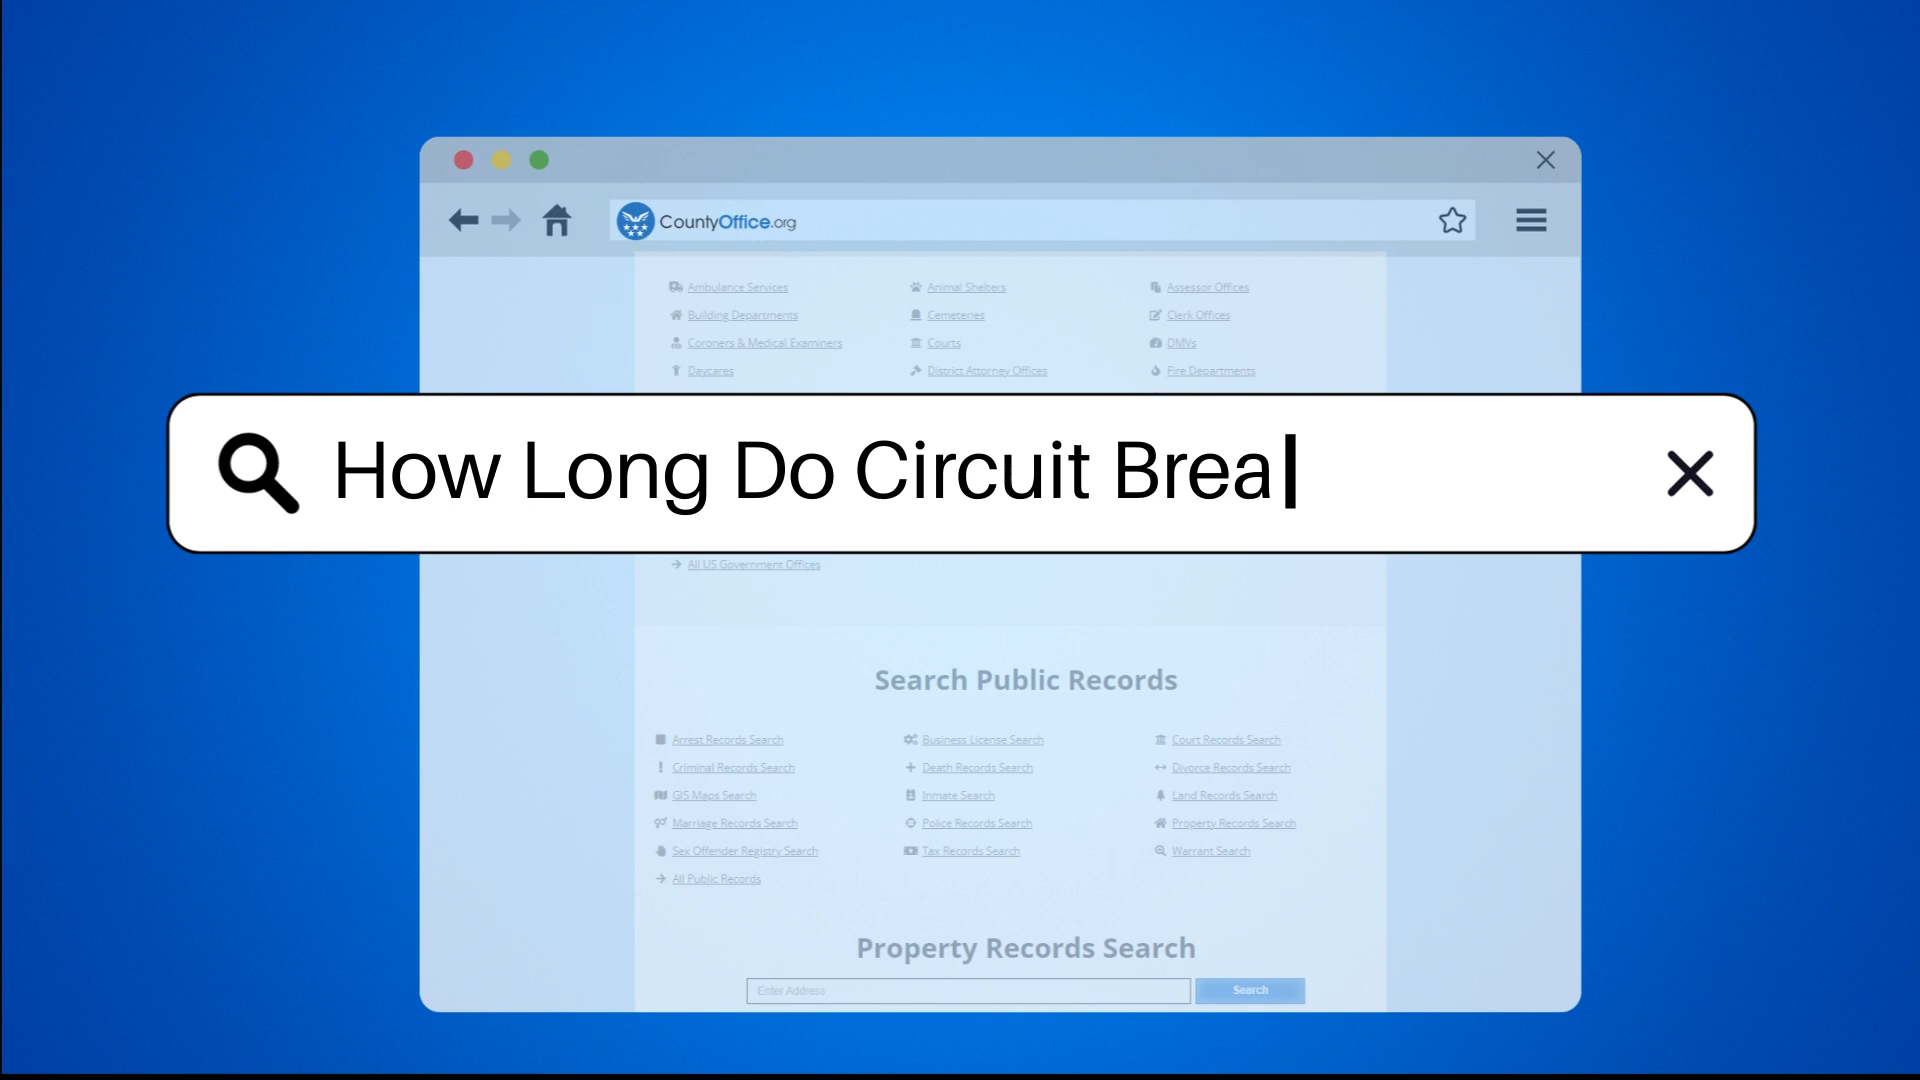 CountyOffice.org
Ambulance Services Animal Shelters Assessor Offices
Building Departments Cemeteries Clerk Offices
Coroners & Medical Examiners Courts DMVs
Daycares District Attorney Offices Fire Departments
How Long Do Circuit Brea
All US Government Offices
Search Public Records
Arrest Records Search Business License Search Court Records Search
Criminal Records Search Death Records Search Divorce Records Search
GIS Maps Search Inmate Search Land Records Search
Marriage Records Search Police Records Search Property Records Search
Sex Offender Registry Search Tax Records Search Warrant Search
All Public Records
Property Records Search
Enter Address Search